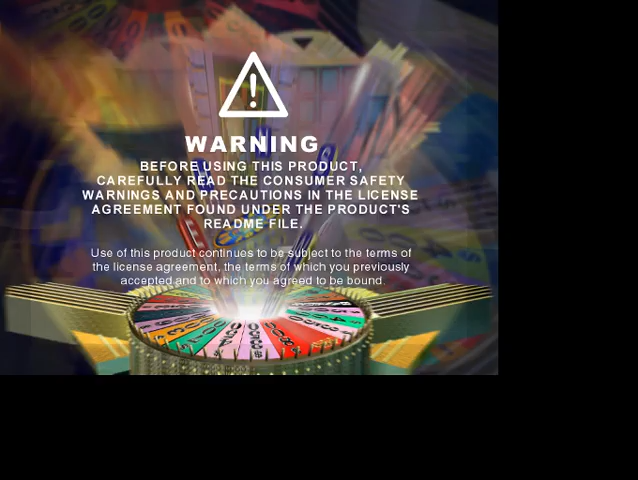 WARNING
BEFORE USING THIS PRODUCT,
CAREFULLY READ THE CONSUMER SAFETY
WARNINGS AND PRECAUTIONS IN THE LICENSE
AGREEMENT FOUND UNDER THE PRODUCT'S
README FILE.
Use of this product continues to be subject to the terms of
the license agreement, the terms of which you previously
accepted and to which you agreed to be bound.